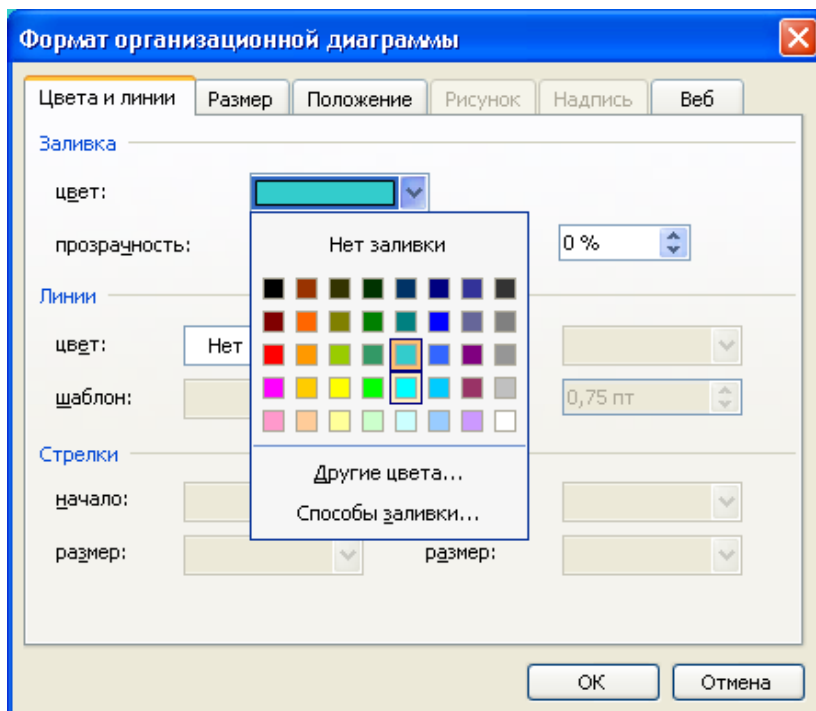 Формат организационной диаграммы
Цвета и линии Размер Положение Рисунок Надпись Веб
Заливка
цвет:
прозрачность: 0 %
Нет заливки
Линии
цвет: Нет
шаблон: 0,75 пт
Другие цвета...
Способы заливки...
Стрелки
начало:
размер: размер:
ОК Отмена